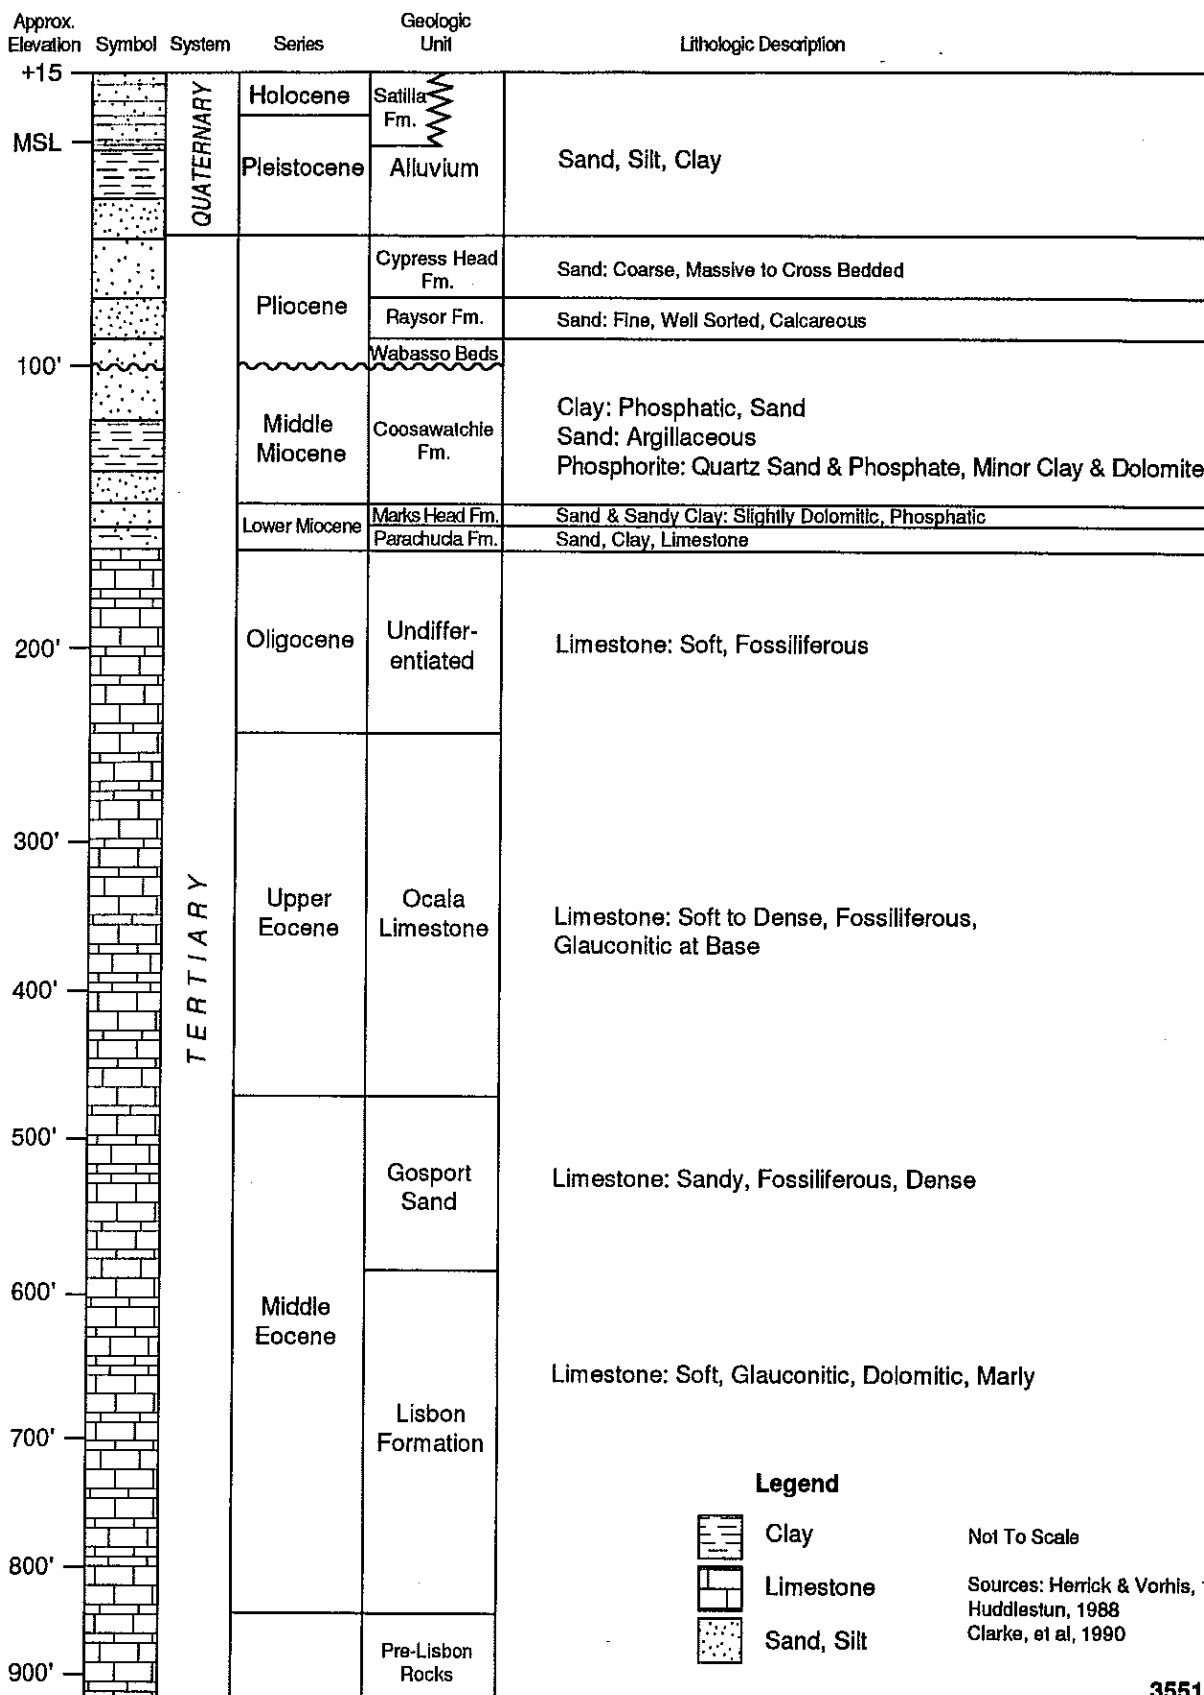 Approx.
Elevation Symbol System Series Geologic
Unit Lithologic Description
+15
Holocene Satilla
Fm.
QUATERNARY
MSL
Pleistocene Alluvium Sand, Silt, Clay
Cypress Head
Fm. Sand: Coarse, Massive to Cross Bedded
Pliocene
Raysor Fm. Sand: Fine, Well Sorted, Calcareous
Wabasso Beds
100'
Middle
Miocene
Coosawatchie
Fm.
Clay: Phosphatic, Sand
Sand: Argillaceous
Phosphorite: Quartz Sand & Phosphate, Minor Clay & Dolomite
Lower Miocene
Marks Head Fm. Sand & Sandy Clay: Slightly Dolomitic, Phosphatic
Parachucla Fm. Sand, Clay, Limestone
200'
Oligocene
Undiffer-
entiated
Limestone: Soft, Fossiliferous
300'
TERTIARY
Upper
Eocene
Ocala
Limestone
Limestone: Soft to Dense, Fossiliferous,
Glauconitic at Base
400'
500'
Gosport
Sand
Limestone: Sandy, Fossiliferous, Dense
600'
Middle
Eocene
Limestone: Soft, Glauconitic, Dolomitic, Marly
Lisbon
Formation
700'
800'
Pre-Lisbon
Rocks
900'
Legend
Clay
Limestone
Sand, Silt
Not To Scale
Sources: Herrick & Vorhis,
Huddlestun, 1988
Clarke, et al, 1990
3551